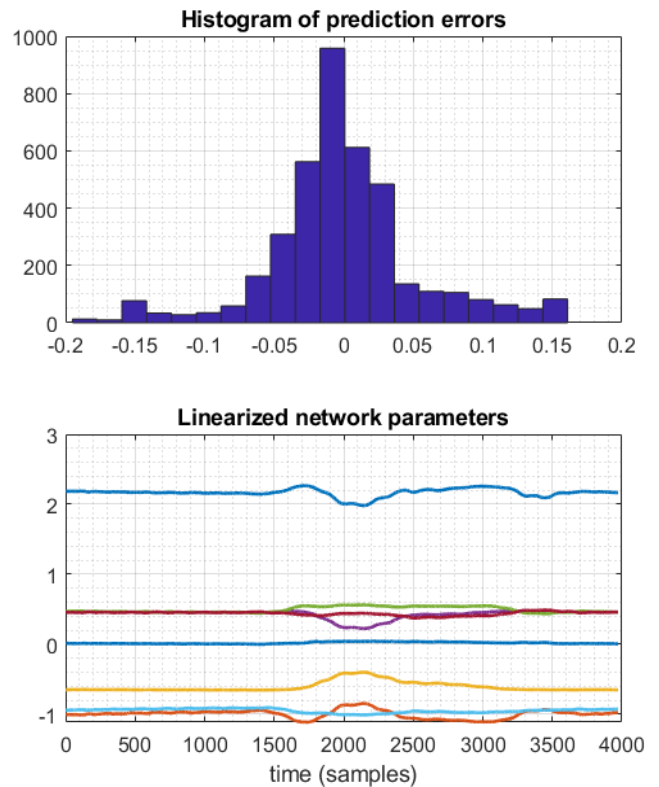 Histogram of prediction errors
1000
800
600
400
200
0
-0.2 -0.15 -0.1 -0.05 0 0.05 0.1 0.15 0.2
Linearized network parameters
3
2
1
0
-1
0 500 1000 1500 2000 2500 3000 3500 4000
time (samples)